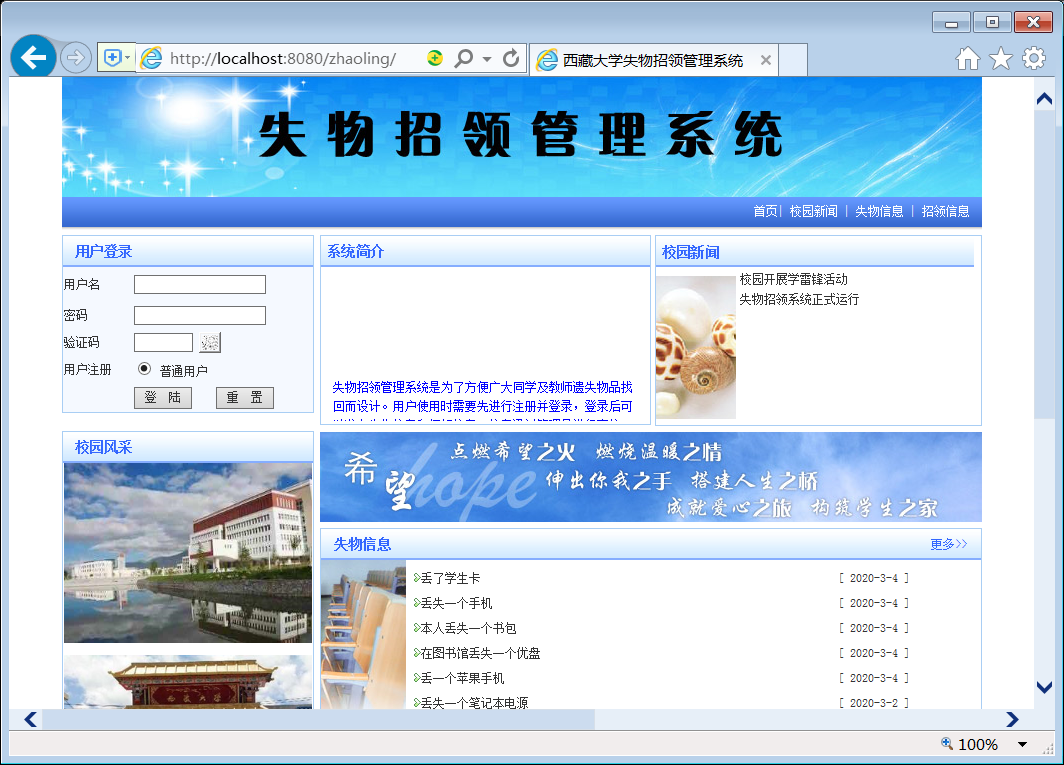 http://localhost:8080/zhaoling/
西藏大学失物招领管理系统
失物招领管理系统
首页| 校园新闻 | 失物信息 | 招领信息
用户登录
用户名
密码
验证码
用户注册 普通用户
登 陆 重 置
系统简介
失物招领管理系统是为了方便广大同学及教师遗失物品找
回而设计。用户使用时需要先进行注册并登录，登录后可
校园新闻
校园开展学雷锋活动
失物招领系统正式运行
校园风采
西藏大学
希望hope
点燃希望之火 燃烧温暖之情
伸出你我之手 搭建人生之桥
成就爱心之旅 构筑学生之家
失物信息 更多>>
丢了学生卡 [ 2020-3-4 ]
丢失一个手机 [ 2020-3-4 ]
本人丢失一个书包 [ 2020-3-4 ]
在图书馆丢失一个优盘 [ 2020-3-4 ]
丢一个苹果手机 [ 2020-3-4 ]
丢失一个笔记本电源 [ 2020-3-2 ]
100%